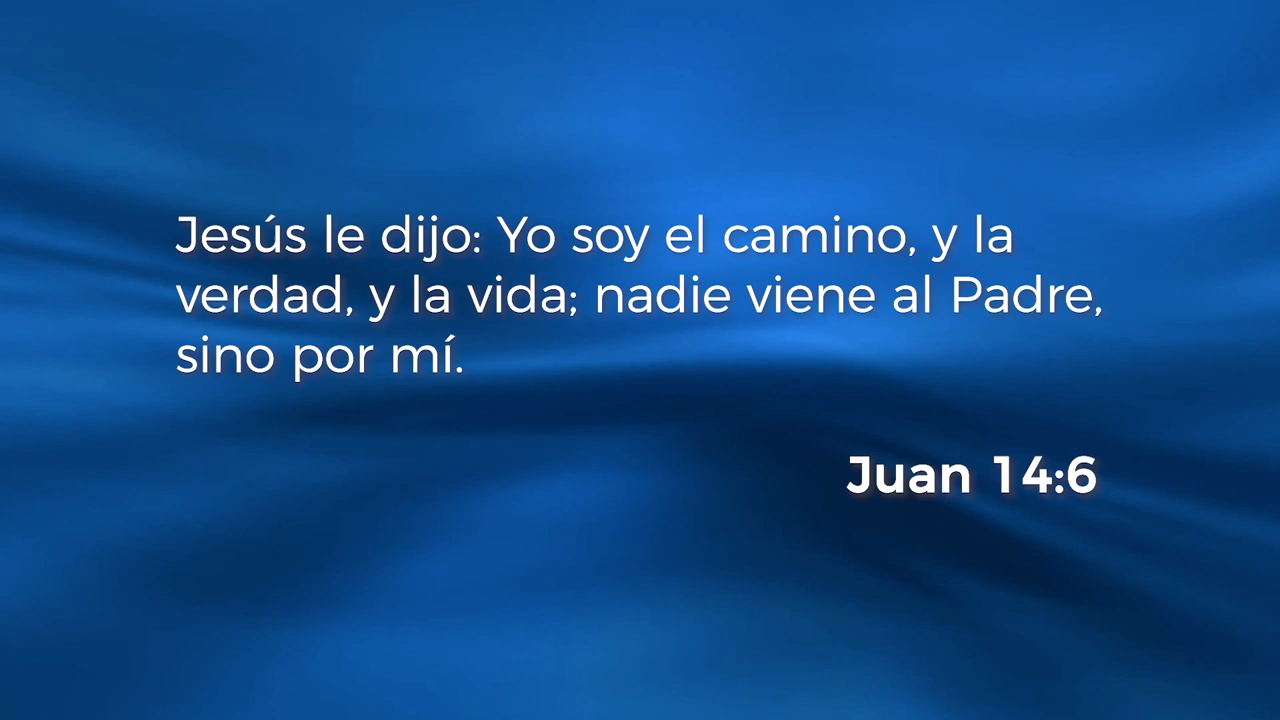 Jesús le dijo: Yo soy el camino, y la
verdad, y la vida; nadie viene al Padre,
sino por mí.
Juan 14:6